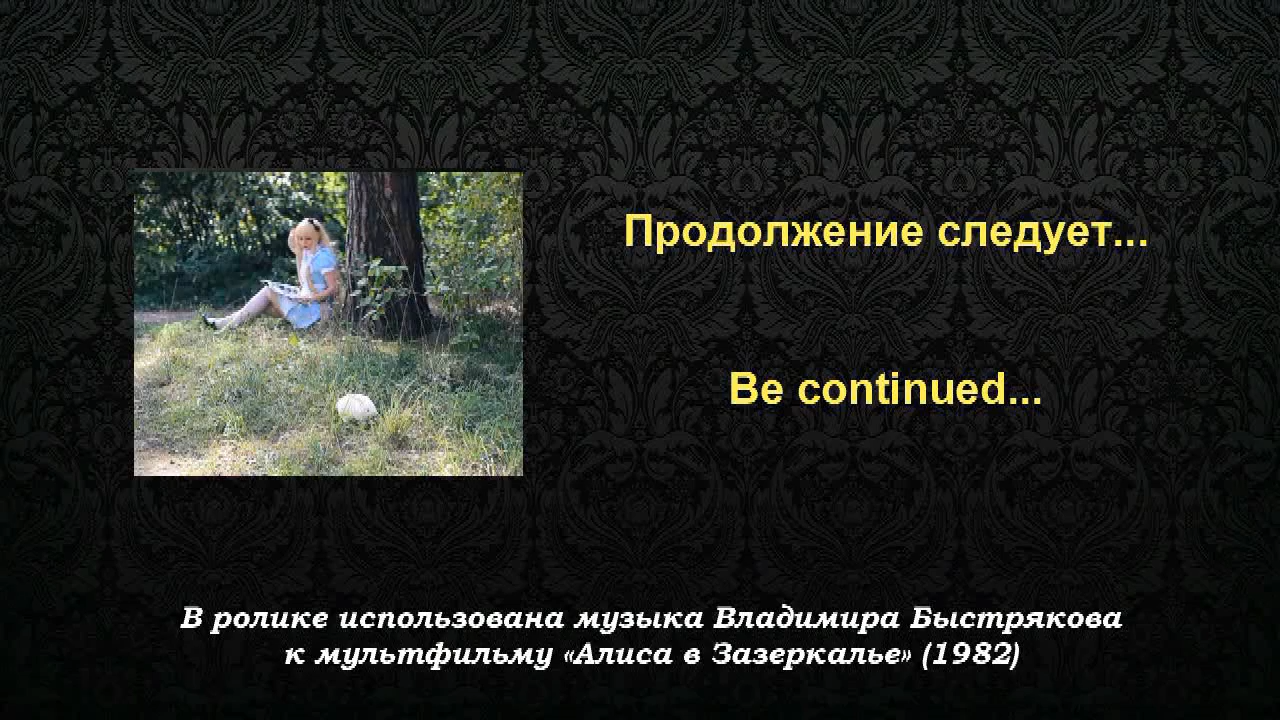 Продолжение следует...
Be continued...
В ролике использована музыка Владимира Быстрякова
к мультфильму «Алиса в Зазеркалье» (1982)